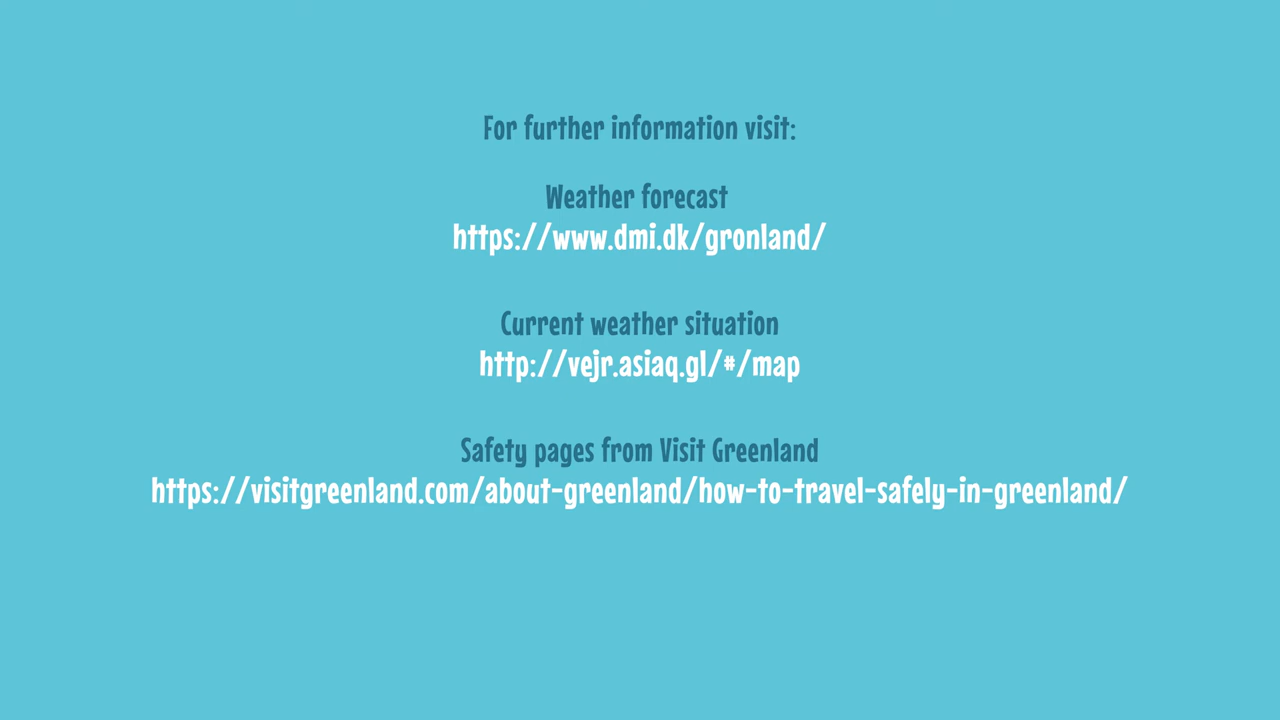 For further information visit:
Weather forecast
https://www.dmi.dk/gronland/
Current weather situation
http://vejr.asiaq.gl/#/map
Safety pages from Visit Greenland
https://visitgreenland.com/about-greenland/how-to-travel-safely-in-greenland/